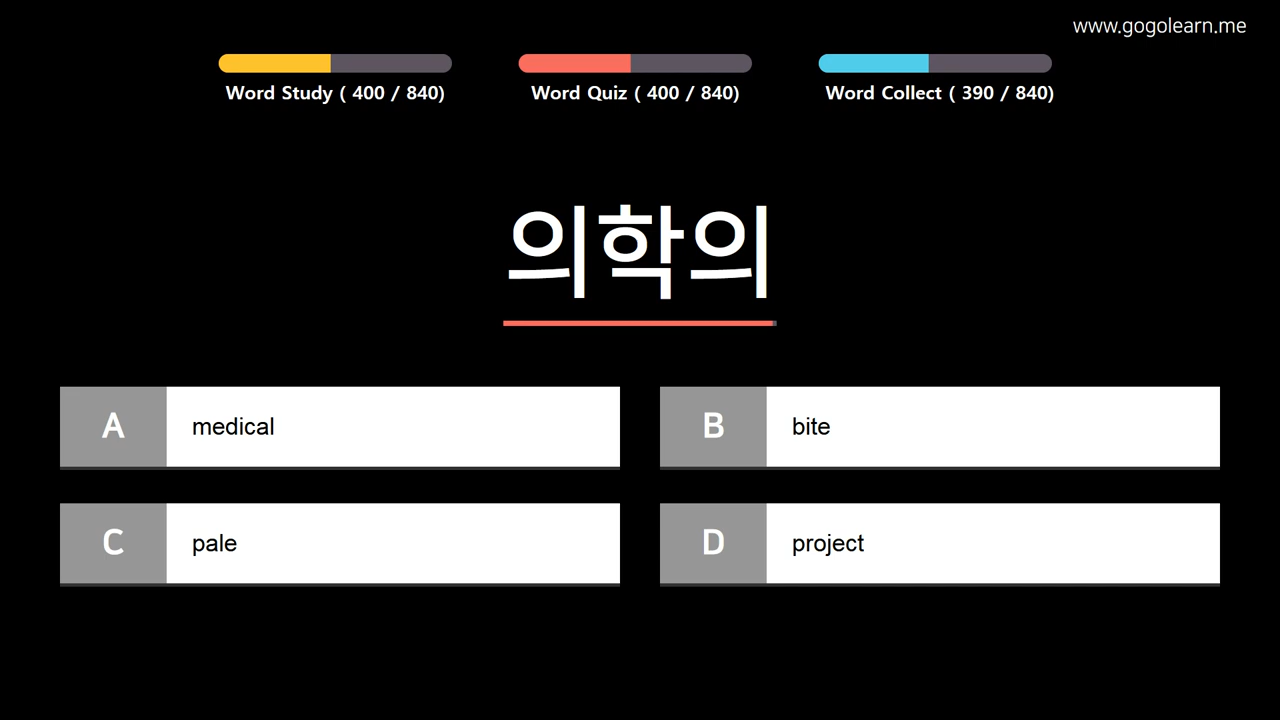 www.gogolearn.me
Word Study ( 400 / 840)
Word Quiz ( 400 / 840)
Word Collect ( 390 / 840)
의학의
A medical
B bite
C pale
D project